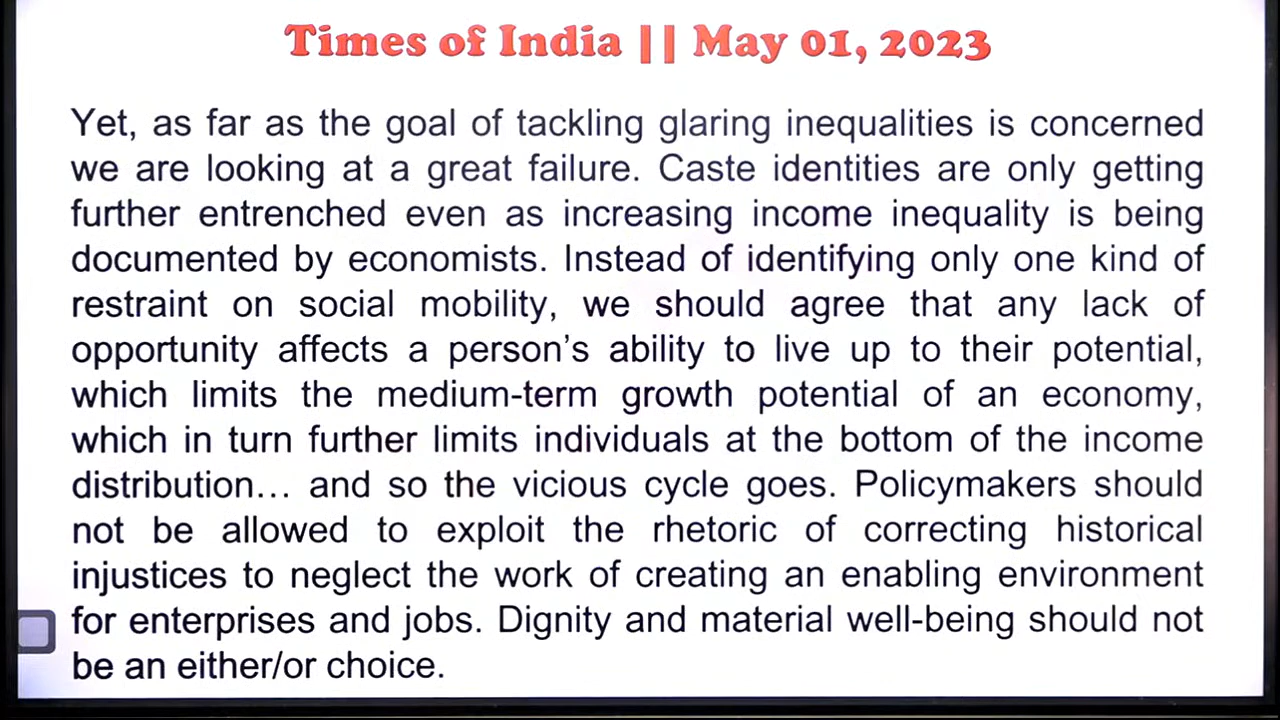 Times of India || May 01, 2023
Yet, as far as the goal of tackling glaring inequalities is concerned
we are looking at a great failure. Caste identities are only getting
further entrenched even as increasing income inequality is being
documented by economists. Instead of identifying only one kind of
restraint on social mobility, we should agree that any lack of
opportunity affects a person’s ability to live up to their potential,
which limits the medium-term growth potential of an economy,
which in turn further limits individuals at the bottom of the income
distribution… and so the vicious cycle goes. Policymakers should
not be allowed to exploit the rhetoric of correcting historical
injustices to neglect the work of creating an enabling environment
for enterprises and jobs. Dignity and material well-being should not
be an either/or choice.